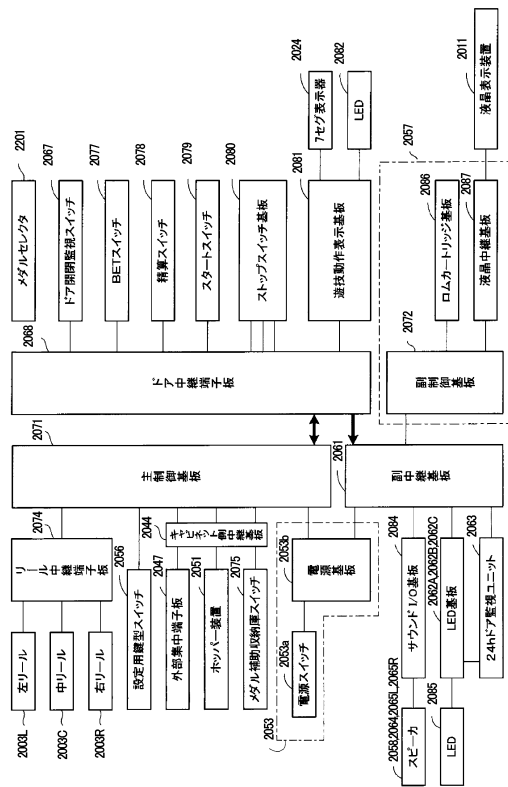 2003L
左リール
2003C
中リール
2003R
右リール
2074
リール中継端子板
2056
設定用鍵型スイッチ
2047
外部集中端子板
2044
キャビネット側中継基板
2051
ホッパー装置
2075
メダル補助収納庫スイッチ
2053
2053a
電源スイッチ
2053b
電源基板
2058,2064,2065L,2065R
スピーカ
2084
サウンドI/O基板
2085
LED
2062A,2062B,2062C
LED基板
2063
24hドア監視ユニット
2071
主制御基板
2061
副中継基板
2068
ドア中継端子板
2201
メダルセレクタ
2067
ドア開閉監視スイッチ
2077
BETスイッチ
2078
精算スイッチ
2079
スタートスイッチ
2080
ストップスイッチ基板
2081
遊技動作表示基板
2024
7セグ表示器
2082
LED
2057
2072
副制御基板
2086
ロムカートリッジ基板
2087
液晶中継基板
2011
液晶表示装置